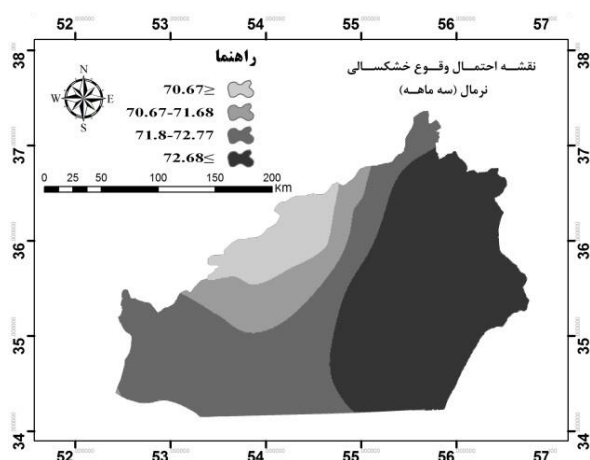 52 53 54 55 56 57
نقشه احتمال وقوع خشکسالی
نرمال (سه ماهه)
راهنما
70.67≥
70.67-71.68
71.8-72.77
72.68≤
N
W E
S
0 25 50 100 150 200
Km
38 38
37 37
36 36
35 35
34 34
52 53 54 55 56 57